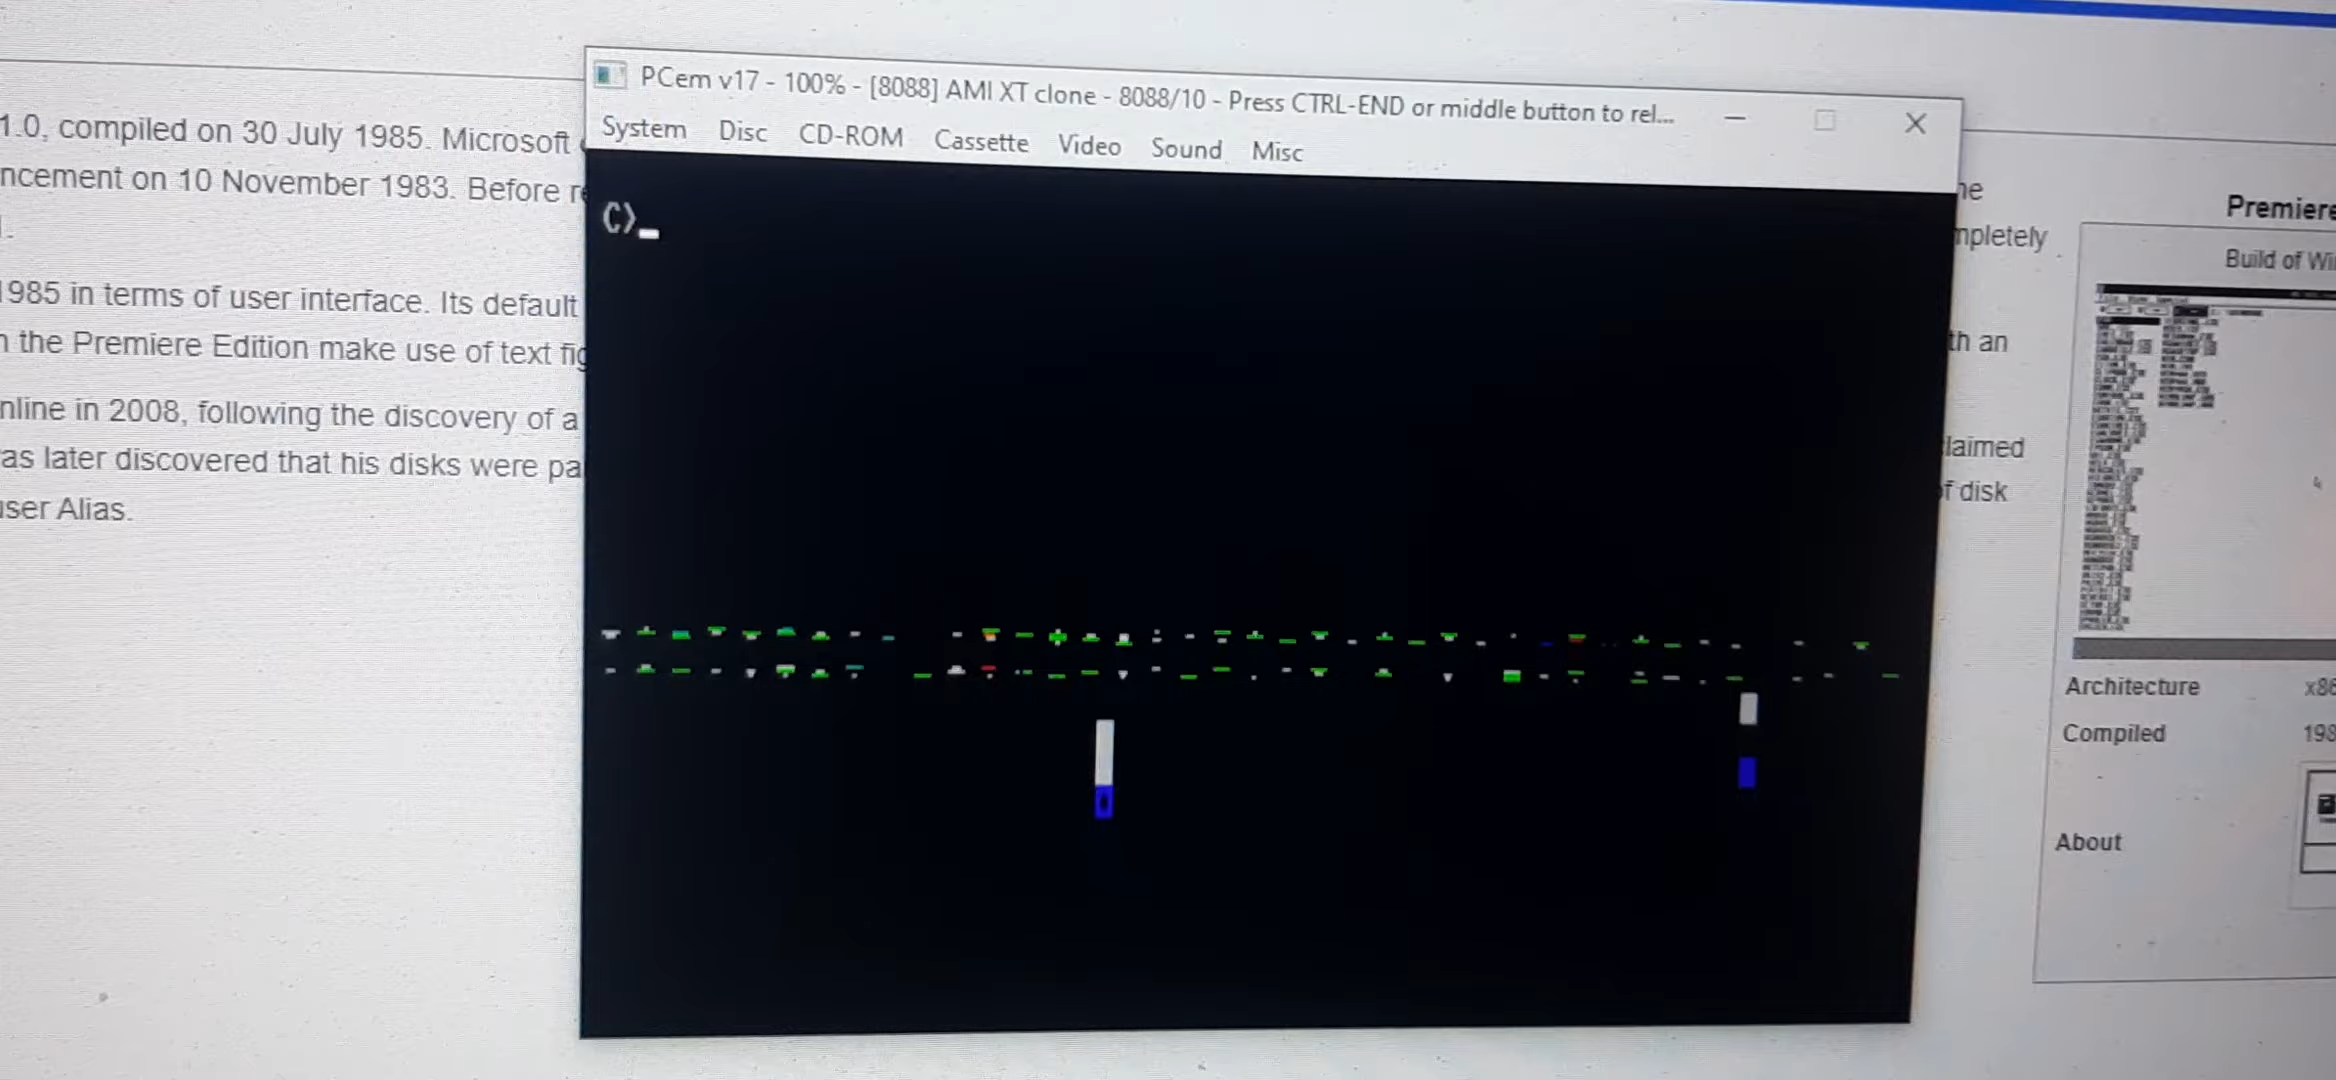 PCem v17 - 100% - [8088] AMI XT clone - 8088/10 - Press CTRL-END or middle button to rel...
System Disc CD-ROM Cassette Video Sound Misc
C>_
1.0, compiled on 30 July 1985. Microsoft
ncement on 10 November 1983. Before re
1985 in terms of user interface. Its default
n the Premiere Edition make use of text fig
nline in 2008, following the discovery of a
as later discovered that his disks were pa
user Alias.
he
mpletely
th an
laimed
f disk
Premiere
Build of Wi
Architecture x86
Compiled 198
About